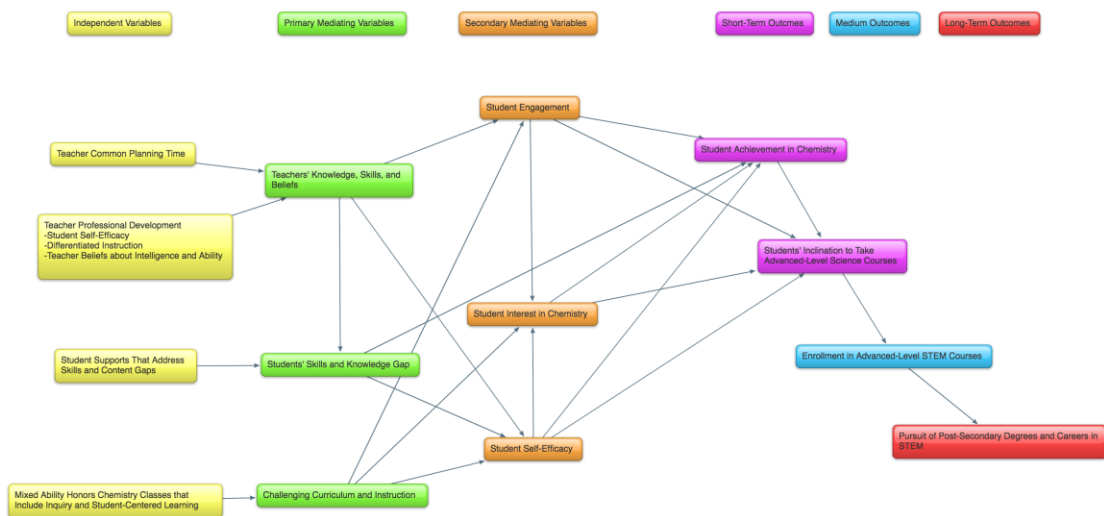 Independent Variables
Primary Mediating Variables
Secondary Mediating Variables
Short-Term Outcmes
Medium Outcomes
Long-Term Outcomes
Student Engagement
Teacher Common Planning Time
Student Achievement in Chemistry
Teachers' Knowledge, Skills, and
Beliefs
Teacher Professional Development
-Student Self-Efficacy
-Differentiated Instruction
-Teacher Beliefs about Intelligence and Ability
Students' Inclination to Take
Advanced-Level Science Courses
Student Interest in Chemistry
Student Supports That Address
Skills and Content Gaps
Students' Skills and Knowledge Gap
Enrollment in Advanced-Level STEM Courses
Student Self-Efficacy
Pursuit of Post-Secondary Degrees and Careers in
STEM
Mixed Ability Honors Chemistry Classes that
Include Inquiry and Student-Centered Learning
Challenging Curriculum and Instruction